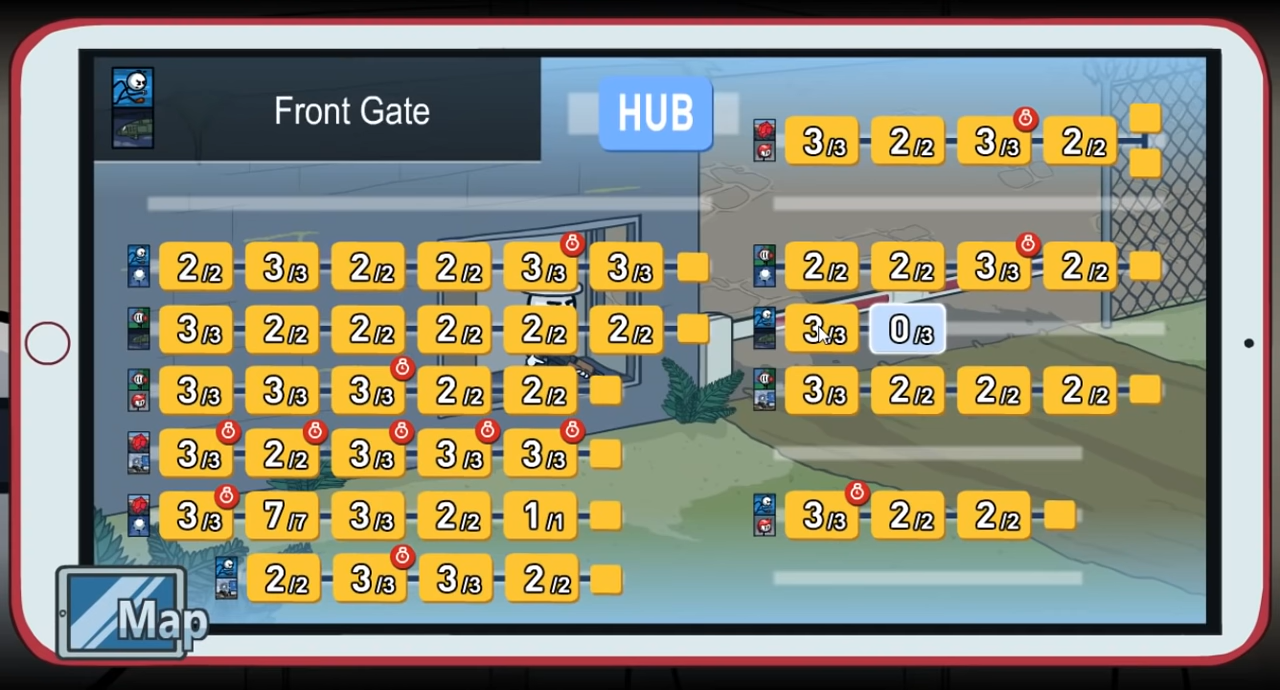 Front Gate
HUB
3/3 2/2 3/3 2/2
2/2 3/3 2/2 2/2 3/3 3/3
2/2 2/2 3/3 2/2
3/3 2/2 2/2 2/2 2/2 2/2
3/3 0/3
3/3 3/3 3/3 2/2 2/2
3/3 2/2 2/2 2/2
3/3 2/2 3/3 3/3 3/3
3/3 7/7 3/3 2/2 1/1
3/3 2/2 2/2
2/2 3/3 3/3 2/2
Map